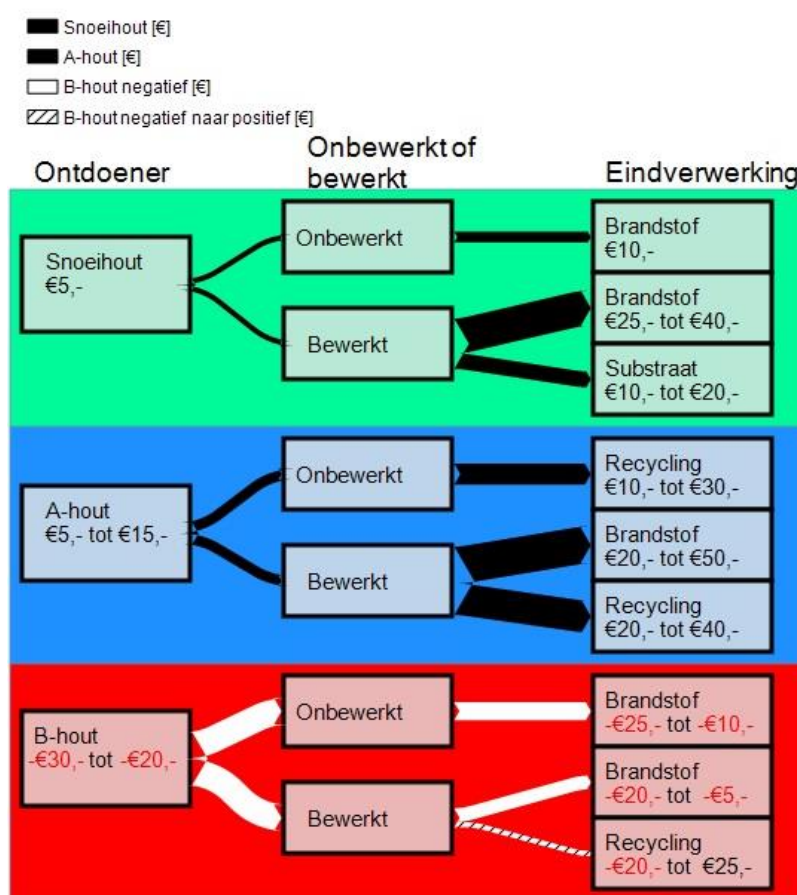 Snoeihout [€]
A-hout [€]
B-hout negatief [€]
B-hout negatief naar positief [€]
Ontdoener
Onbewerkt of
bewerkt
Eindverwerking
Snoeihout
€5,-
Onbewerkt
Bewerkt
Brandstof
€10,-
Brandstof
€25,- tot €40,-
Substraat
€10,- tot €20,-
A-hout
€5,- tot €15,-
Onbewerkt
Bewerkt
Recycling
€10,- tot €30,-
Brandstof
€20,- tot €50,-
Recycling
€20,- tot €40,-
B-hout
-€30,- tot -€20,-
Onbewerkt
Bewerkt
Brandstof
-€25,- tot -€10,-
Brandstof
-€20,- tot -€5,-
Recycling
-€20,- tot €25,-